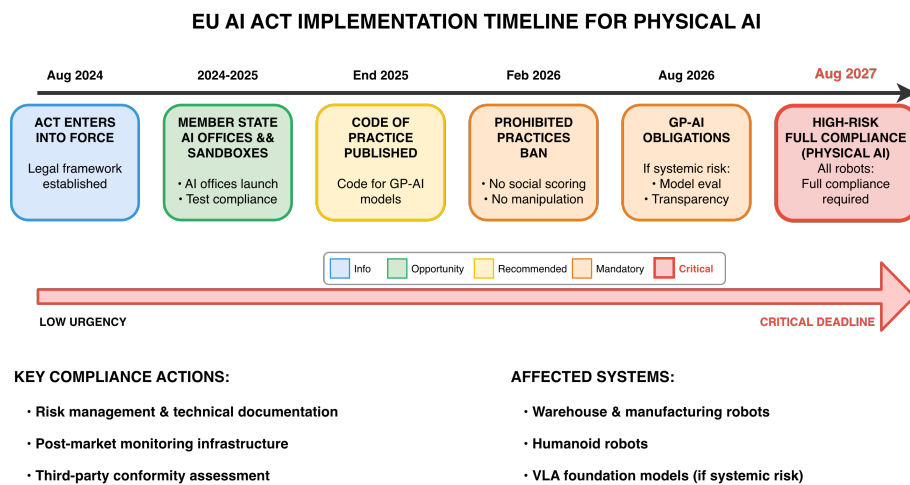 EU AI ACT IMPLEMENTATION TIMELINE FOR PHYSICAL AI
Aug 2024
2024-2025
End 2025
Feb 2026
Aug 2026
Aug 2027
ACT ENTERS
INTO FORCE
Legal framework
established
MEMBER STATE
AI OFFICES &&
SANDBOXES
• AI offices launch
• Test compliance
CODE OF
PRACTICE
PUBLISHED
Code for GP-AI
models
PROHIBITED
PRACTICES
BAN
• No social scoring
• No manipulation
GP-AI
OBLIGATIONS
If systemic risk:
• Model eval
• Transparency
HIGH-RISK
FULL COMPLIANCE
(PHYSICAL AI)
All robots:
Full compliance
required
Info
Opportunity
Recommended
Mandatory
Critical
LOW URGENCY
CRITICAL DEADLINE
KEY COMPLIANCE ACTIONS:
• Risk management & technical documentation
• Post-market monitoring infrastructure
• Third-party conformity assessment
AFFECTED SYSTEMS:
• Warehouse & manufacturing robots
• Humanoid robots
• VLA foundation models (if systemic risk)